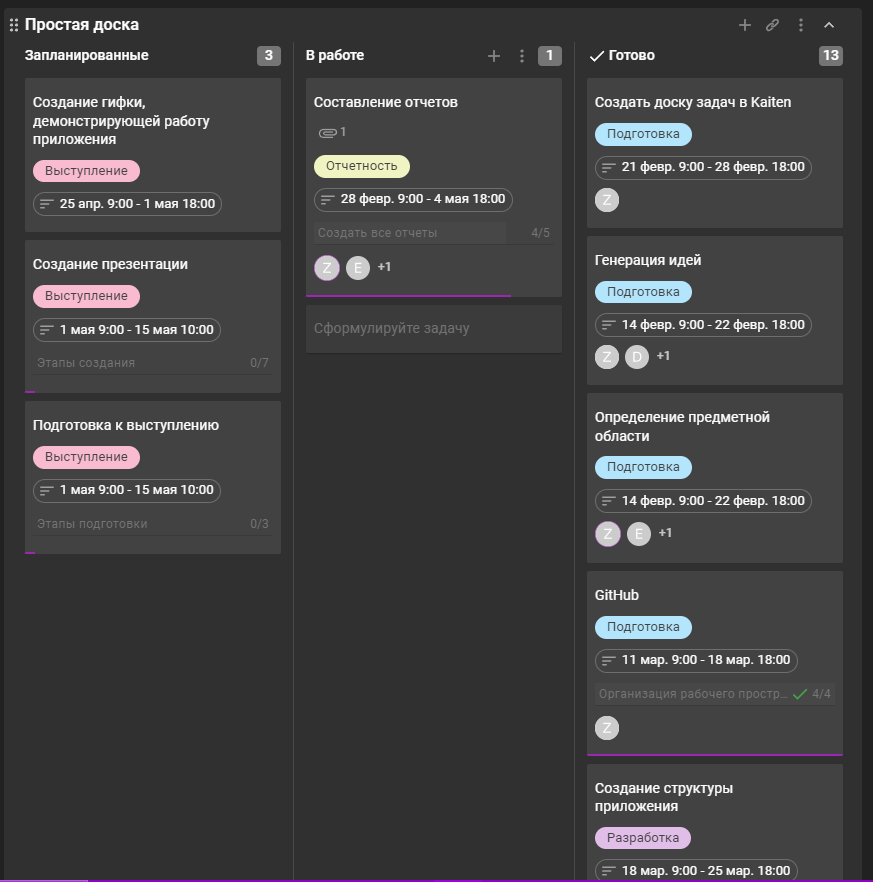 Простая доска
Запланированные
3
Создание гифки,
демонстрирующей работу
приложения
Выступление
25 апр. 9:00 - 1 мая 18:00
Создание презентации
Выступление
1 мая 9:00 - 15 мая 10:00
Этапы создания 0/7
Подготовка к выступлению
Выступление
1 мая 9:00 - 15 мая 10:00
Этапы подготовки 0/3
В работе
1
Составление отчетов
1
Отчетность
28 февр. 9:00 - 4 мая 18:00
Создать все отчеты 4/5
Z E +1
Сформулируйте задачу
Готово
13
Создать доску задач в Kaiten
Подготовка
21 февр. 9:00 - 28 февр. 18:00
Z
Генерация идей
Подготовка
14 февр. 9:00 - 22 февр. 18:00
Z D +1
Определение предметной
области
Подготовка
14 февр. 9:00 - 22 февр. 18:00
Z E +1
GitHub
Подготовка
11 мар. 9:00 - 18 мар. 18:00
Организация рабочего простр... 4/4
Z
Создание структуры
приложения
Разработка
18 мар. 9:00 - 25 мар. 18:00